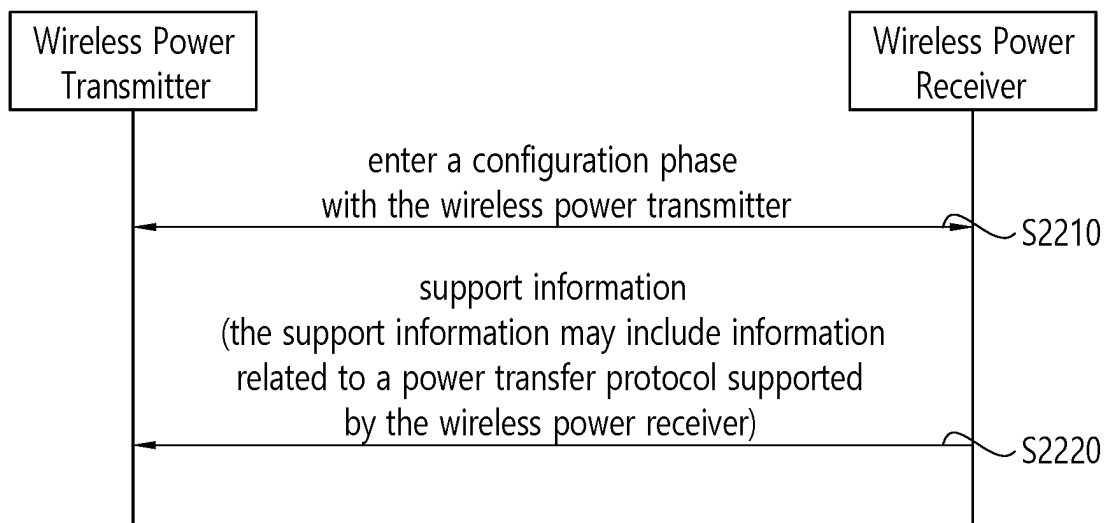 Wireless Power
Transmitter
Wireless Power
Receiver
enter a configuration phase
with the wireless power transmitter
S2210
support information
(the support information may include information
related to a power transfer protocol supported
by the wireless power receiver)
S2220